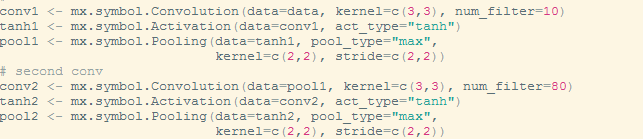 conv1 <- mx.symbol.Convolution(data=data, kernel=c(3,3), num_filter=10)
tanh1 <- mx.symbol.Activation(data=conv1, act_type="tanh")
pool1 <- mx.symbol.Pooling(data=tanh1, pool_type="max",
kernel=c(2,2), stride=c(2,2))
# second conv
conv2 <- mx.symbol.Convolution(data=pool1, kernel=c(3,3), num_filter=80)
tanh2 <- mx.symbol.Activation(data=conv2, act_type="tanh")
pool2 <- mx.symbol.Pooling(data=tanh2, pool_type="max",
kernel=c(2,2), stride=c(2,2))